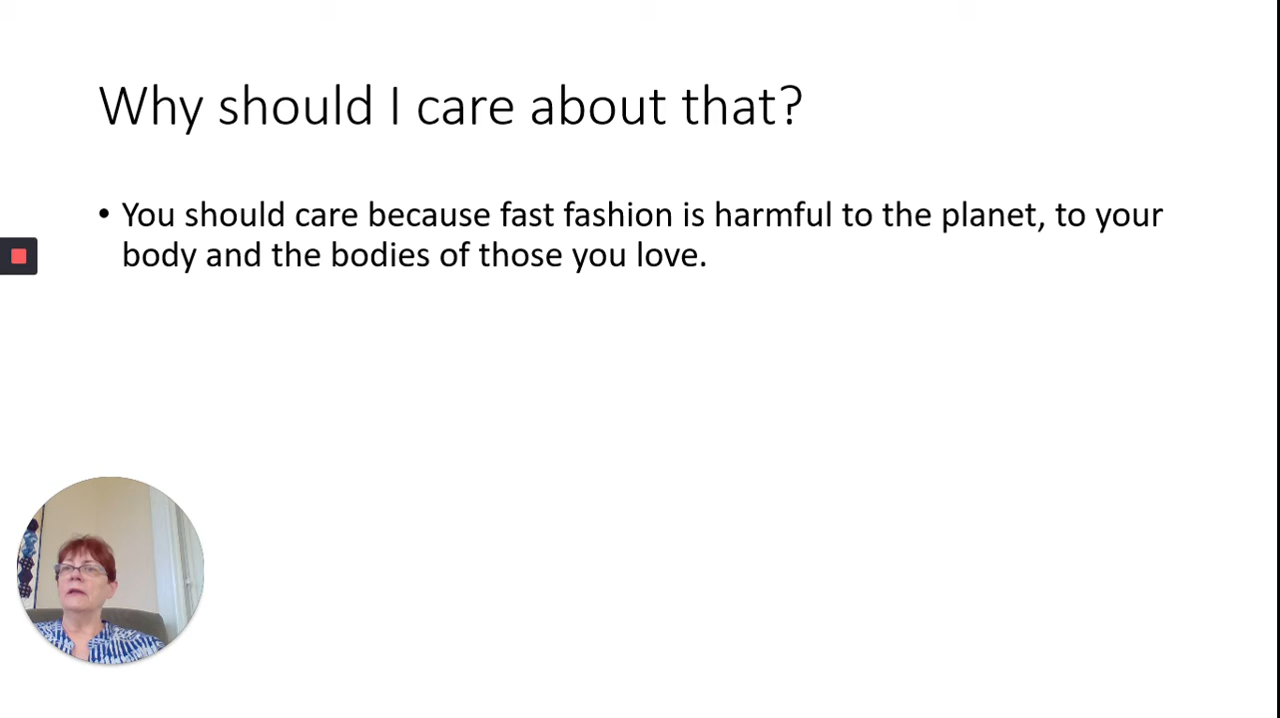 Why should I care about that?
• You should care because fast fashion is harmful to the planet, to your
body and the bodies of those you love.